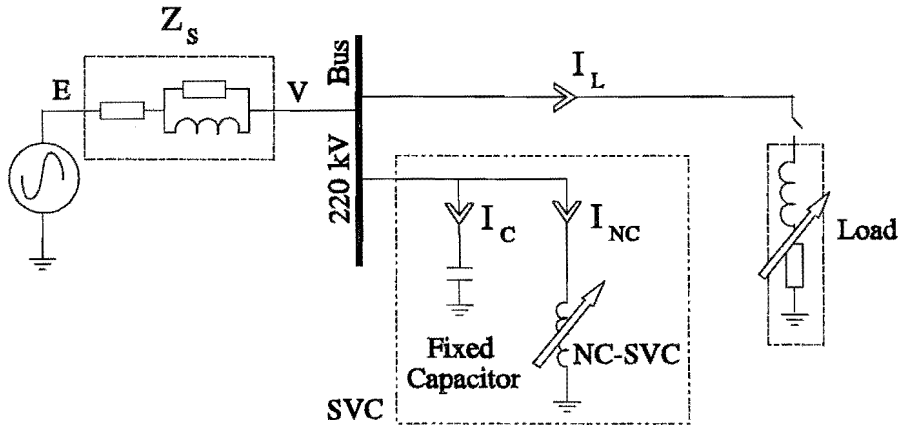 Z_S
E
V
Bus
220 kV
I_L
I_C
I_NC
Load
Fixed
Capacitor
NC-SVC
SVC